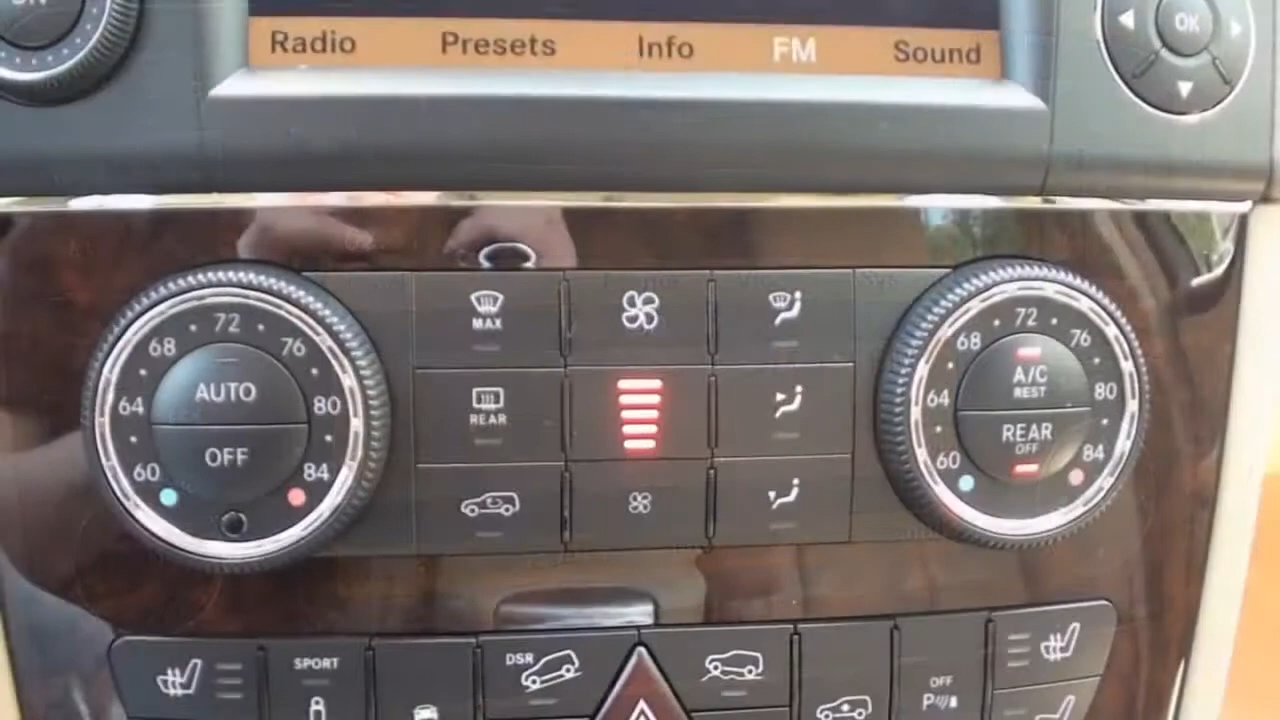 ON
Radio Presets Info FM Sound
OK
72
68 76
64 80
60 84
AUTO
OFF
MAX
REAR
72
68 76
64 80
60 84
A/C
REST
REAR
OFF
SPORT
DSR
OFF
P